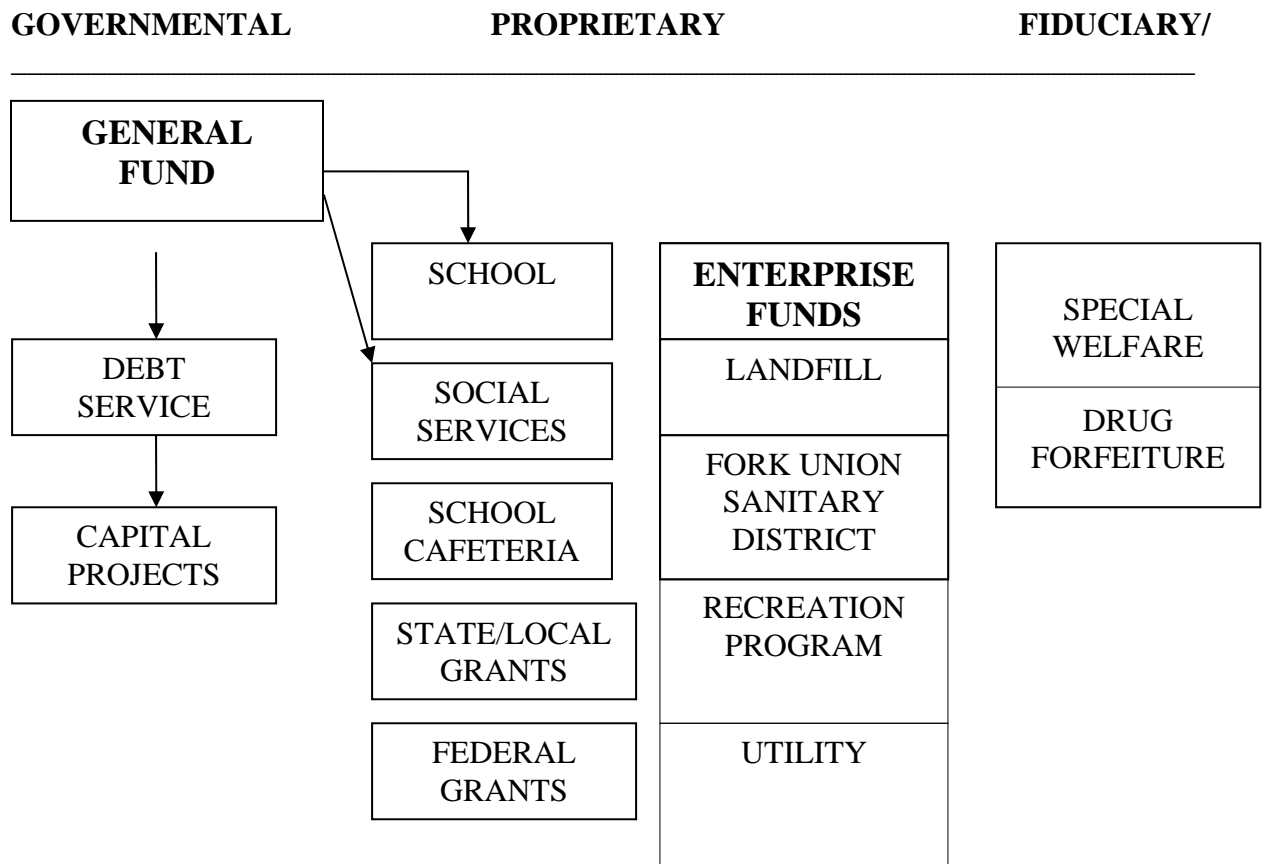 GOVERNMENTAL PROPRIETARY FIDUCIARY/
GENERAL
FUND
DEBT
SERVICE
CAPITAL
PROJECTS
SCHOOL
SOCIAL
SERVICES
SCHOOL
CAFETERIA
STATE/LOCAL
GRANTS
FEDERAL
GRANTS
ENTERPRISE
FUNDS
LANDFILL
FORK UNION
SANITARY
DISTRICT
RECREATION
PROGRAM
UTILITY
SPECIAL
WELFARE
DRUG
FORFEITURE